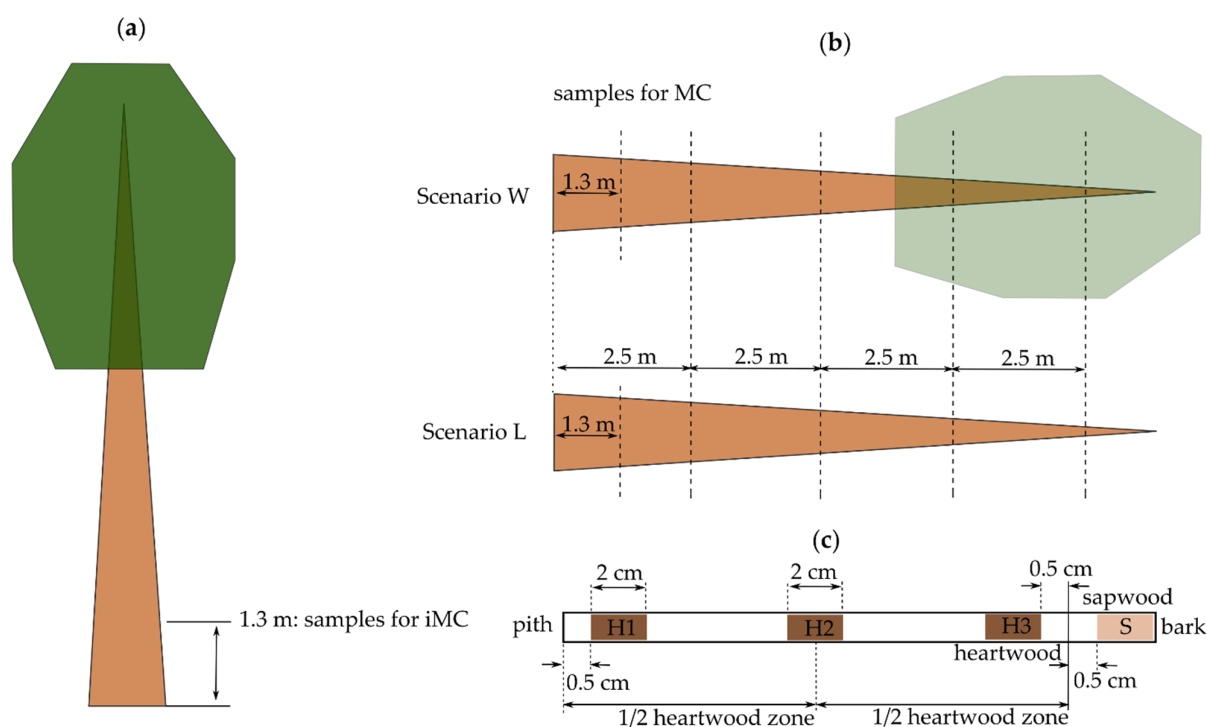 (a)
1.3 m: samples for iMC
(b)
samples for MC
Scenario W
1.3 m
2.5 m 2.5 m 2.5 m 2.5 m
Scenario L
1.3 m
(c)
2 cm 2 cm 0.5 cm
sapwood
pith H1 H2 H3 S bark
heartwood
0.5 cm 0.5 cm
1/2 heartwood zone 1/2 heartwood zone